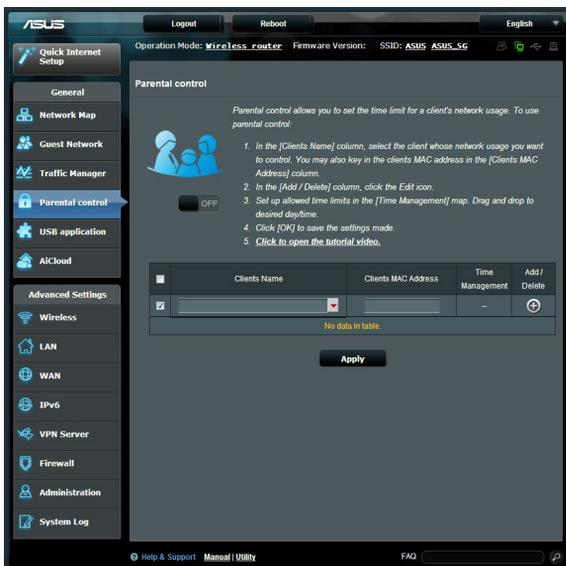 ASUS
Logout
Reboot
English
Quick Internet
Setup
Operation Mode: Wireless router Firmware Version: SSID: ASUS ASUS_5G
General
Network Map
Guest Network
Traffic Manager
Parental control
USB application
AiCloud
Advanced Settings
Wireless
LAN
WAN
IPv6
VPN Server
Firewall
Administration
System Log
Parental control
Parental control allows you to set the time limit for a client's network usage. To use
parental control:
1. In the [Clients Name] column, select the client whose network usage you want
to control. You may also key in the clients MAC address in the [Clients MAC
Address] column.
2. In the [Add / Delete] column, click the Edit icon.
3. Set up allowed time limits in the [Time Management] map. Drag and drop to
desired day/time.
4. Click [OK] to save the settings made.
5. Click to open the tutorial video.
OFF
Clients Name
Clients MAC Address
Time
Management
Add /
Delete
–
No data in table.
Apply
Help & Support Manual | Utility
FAQ